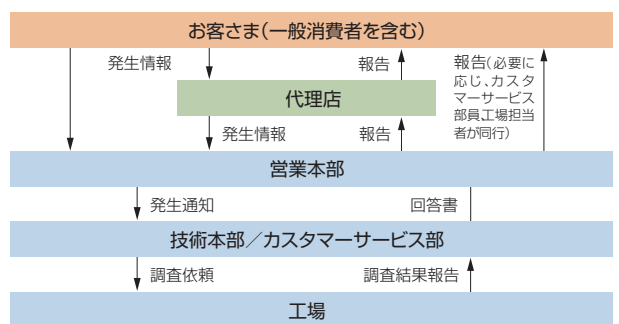 お客さま（一般消費者を含む）
発生情報
報告
報告（必要に
応じ、カスタ
マーサービス
部員、工場担当
者が同行）
代理店
発生情報
報告
営業本部
発生通知
回答書
技術本部／カスタマーサービス部
調査依頼
調査結果報告
工場